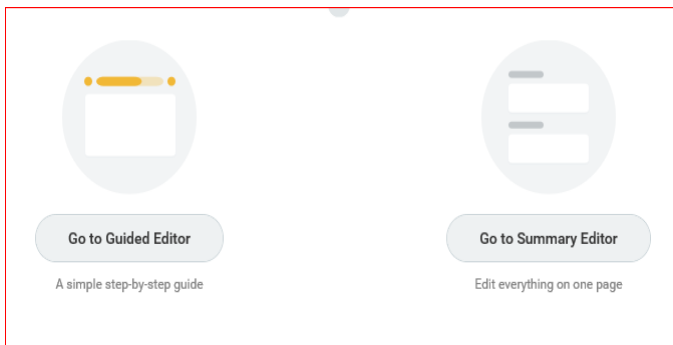 Go to Guided Editor
A simple step-by-step guide
Go to Summary Editor
Edit everything on one page